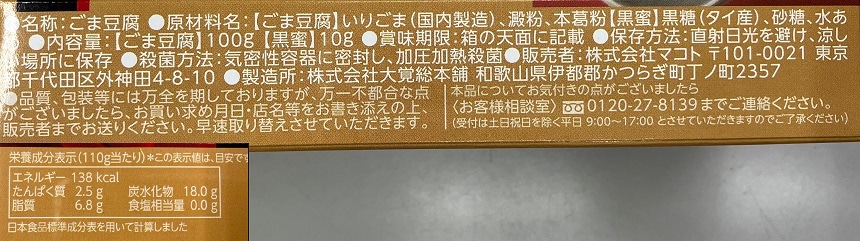 ●名称：ごま豆腐●原材料名：【ごま豆腐】いりごま（国内製造）、澱粉、本葛粉【黒蜜】黒糖（タイ産）、砂糖、水あ
●内容量：【ごま豆腐】100g【黒蜜】10g●賞味期限：箱の天面に記載●保存方法：直射日光を避け、涼し
場所に保存●殺菌方法：気密性容器に密封し、加圧加熱殺菌●販売者：株式会社マコト〒101-0021 東京
都千代田区外神田4-8-10●製造所：株式会社大覚総本舗 和歌山県伊都郡かつらぎ町丁ノ町2357
●品質、包装等には万全を期しておりますが、万一不都合な点
がございましたら、お買い求め月日・店名等をお書き添えの上、
販売者までお送りください。早速取り替えさせていただきます。
本品についてお気付きの点がございましたら
〈お客様相談室〉0120-27-8139までご連絡ください。
（受付は土日祝日を除く平日 9:00〜17:00 とさせていただきますのでご了承ください）
栄養成分表示（110g当たり）＊この表示値は、目安です
エネルギー 138 kcal
たんぱく質 2.5 g 炭水化物 18.0 g
脂質 6.8 g 食塩相当量 0.0 g
日本食品標準成分表を用いて計算しました